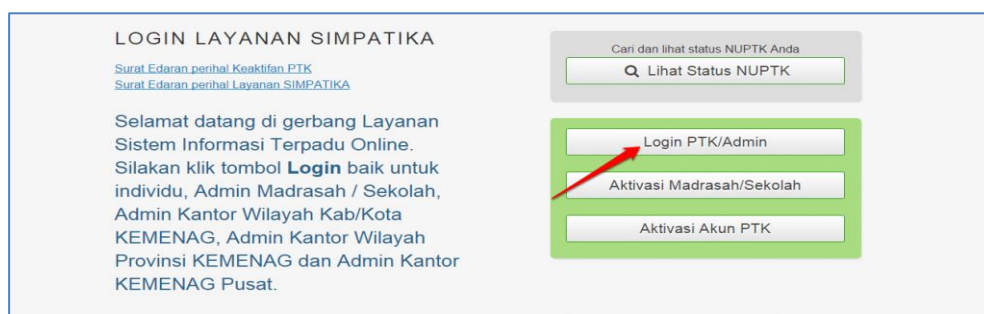 LOGIN LAYANAN SIMPATIKA
Surat Edaran perihal Keaktifan PTK
Surat Edaran perihal Layanan SIMPATIKA
Selamat datang di gerbang Layanan
Sistem Informasi Terpadu Online.
Silakan klik tombol Login baik untuk
individu, Admin Madrasah / Sekolah,
Admin Kantor Wilayah Kab/Kota
KEMENAG, Admin Kantor Wilayah
Provinsi KEMENAG dan Admin Kantor
KEMENAG Pusat.
Cari dan lihat status NUPTK Anda
Lihat Status NUPTK
Login PTK/Admin
Aktivasi Madrasah/Sekolah
Aktivasi Akun PTK